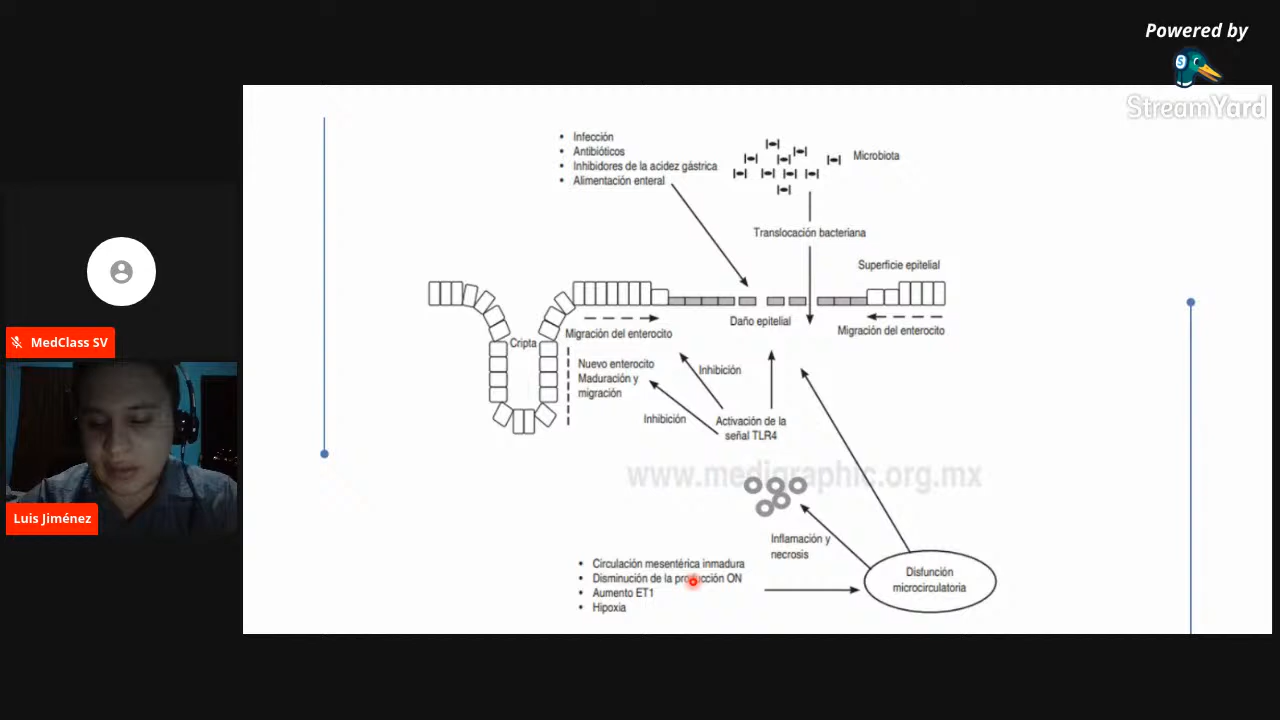 Powered by
StreamYard
• Infección
• Antibióticos
• Inhibidores de la acidez gástrica
• Alimentación enteral
Microbiota
Translocación bacteriana
Superficie epitelial
Daño epitelial
Migración del enterocito
Migración del enterocito
Cripta
Nuevo enterocito
Maduración y
migración
Inhibición
Inhibición
Activación de la
señal TLR4
www.medigraphic.org.mx
Inflamación y
necrosis
• Circulación mesentérica inmadura
• Disminución de la producción ON
• Aumento ET1
• Hipoxia
Disfunción
microcirculatoria
MedClass SV
Luis Jiménez